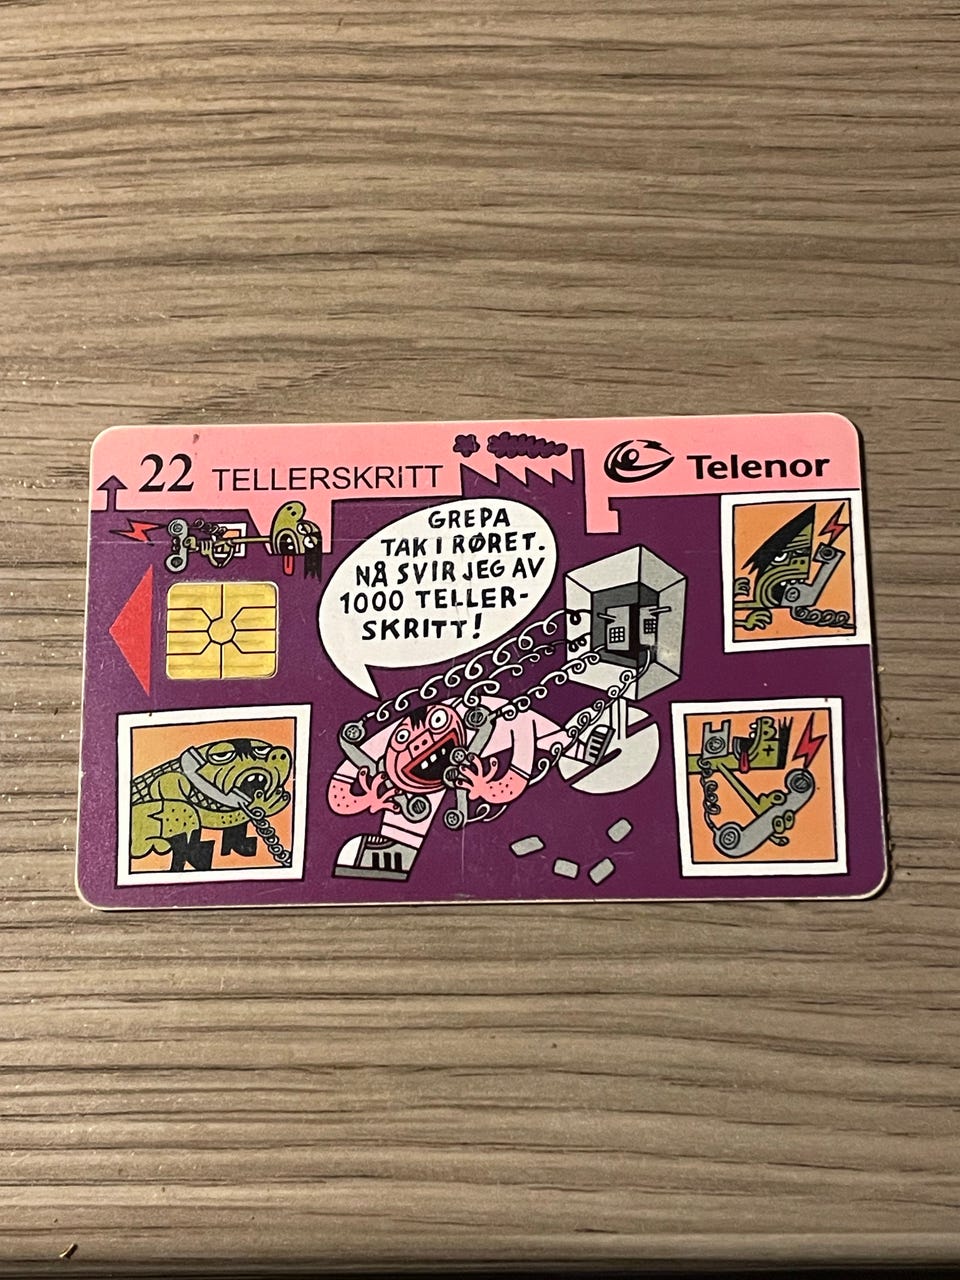 22 TELLERSKRITT
Telenor
GREPA
TAK I RØRET.
NÅ SVIR JEG AV
1000 TELLER-
SKRITT!